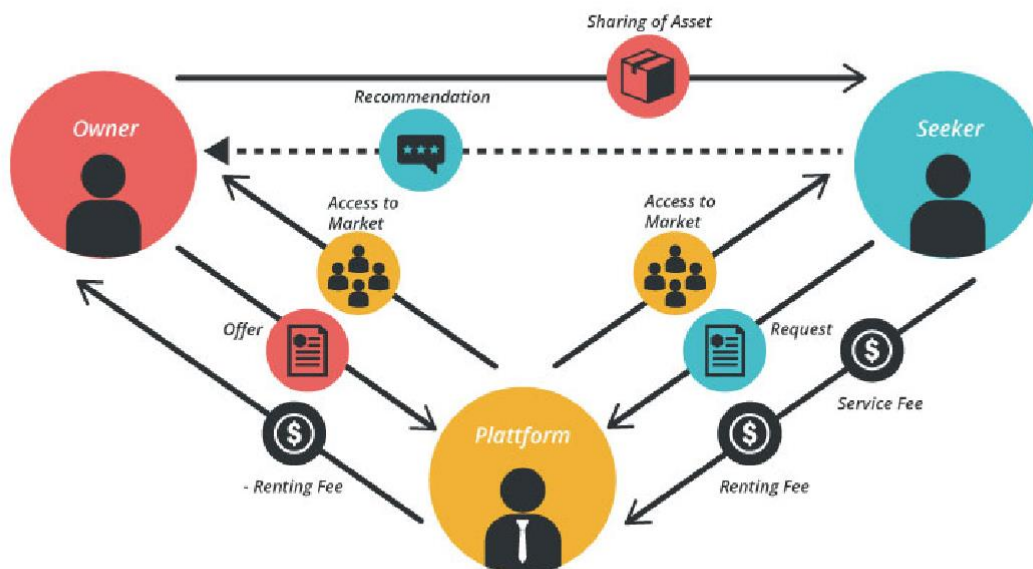 Sharing of Asset
Recommendation
Owner
Seeker
Access to
Market
Access to
Market
Offer
Request
$
Service Fee
Plattform
$
$
- Renting Fee
Renting Fee